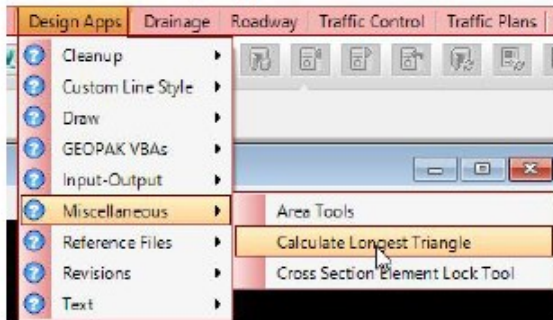 Design Apps Drainage Roadway Traffic Control Traffic Plans
Cleanup
Custom Line Style
Draw
GEOPAK VBAs
Input-Output
Miscellaneous
Area Tools
Reference Files
Calculate Longest Triangle
Revisions
Cross Section Element Lock Tool
Text